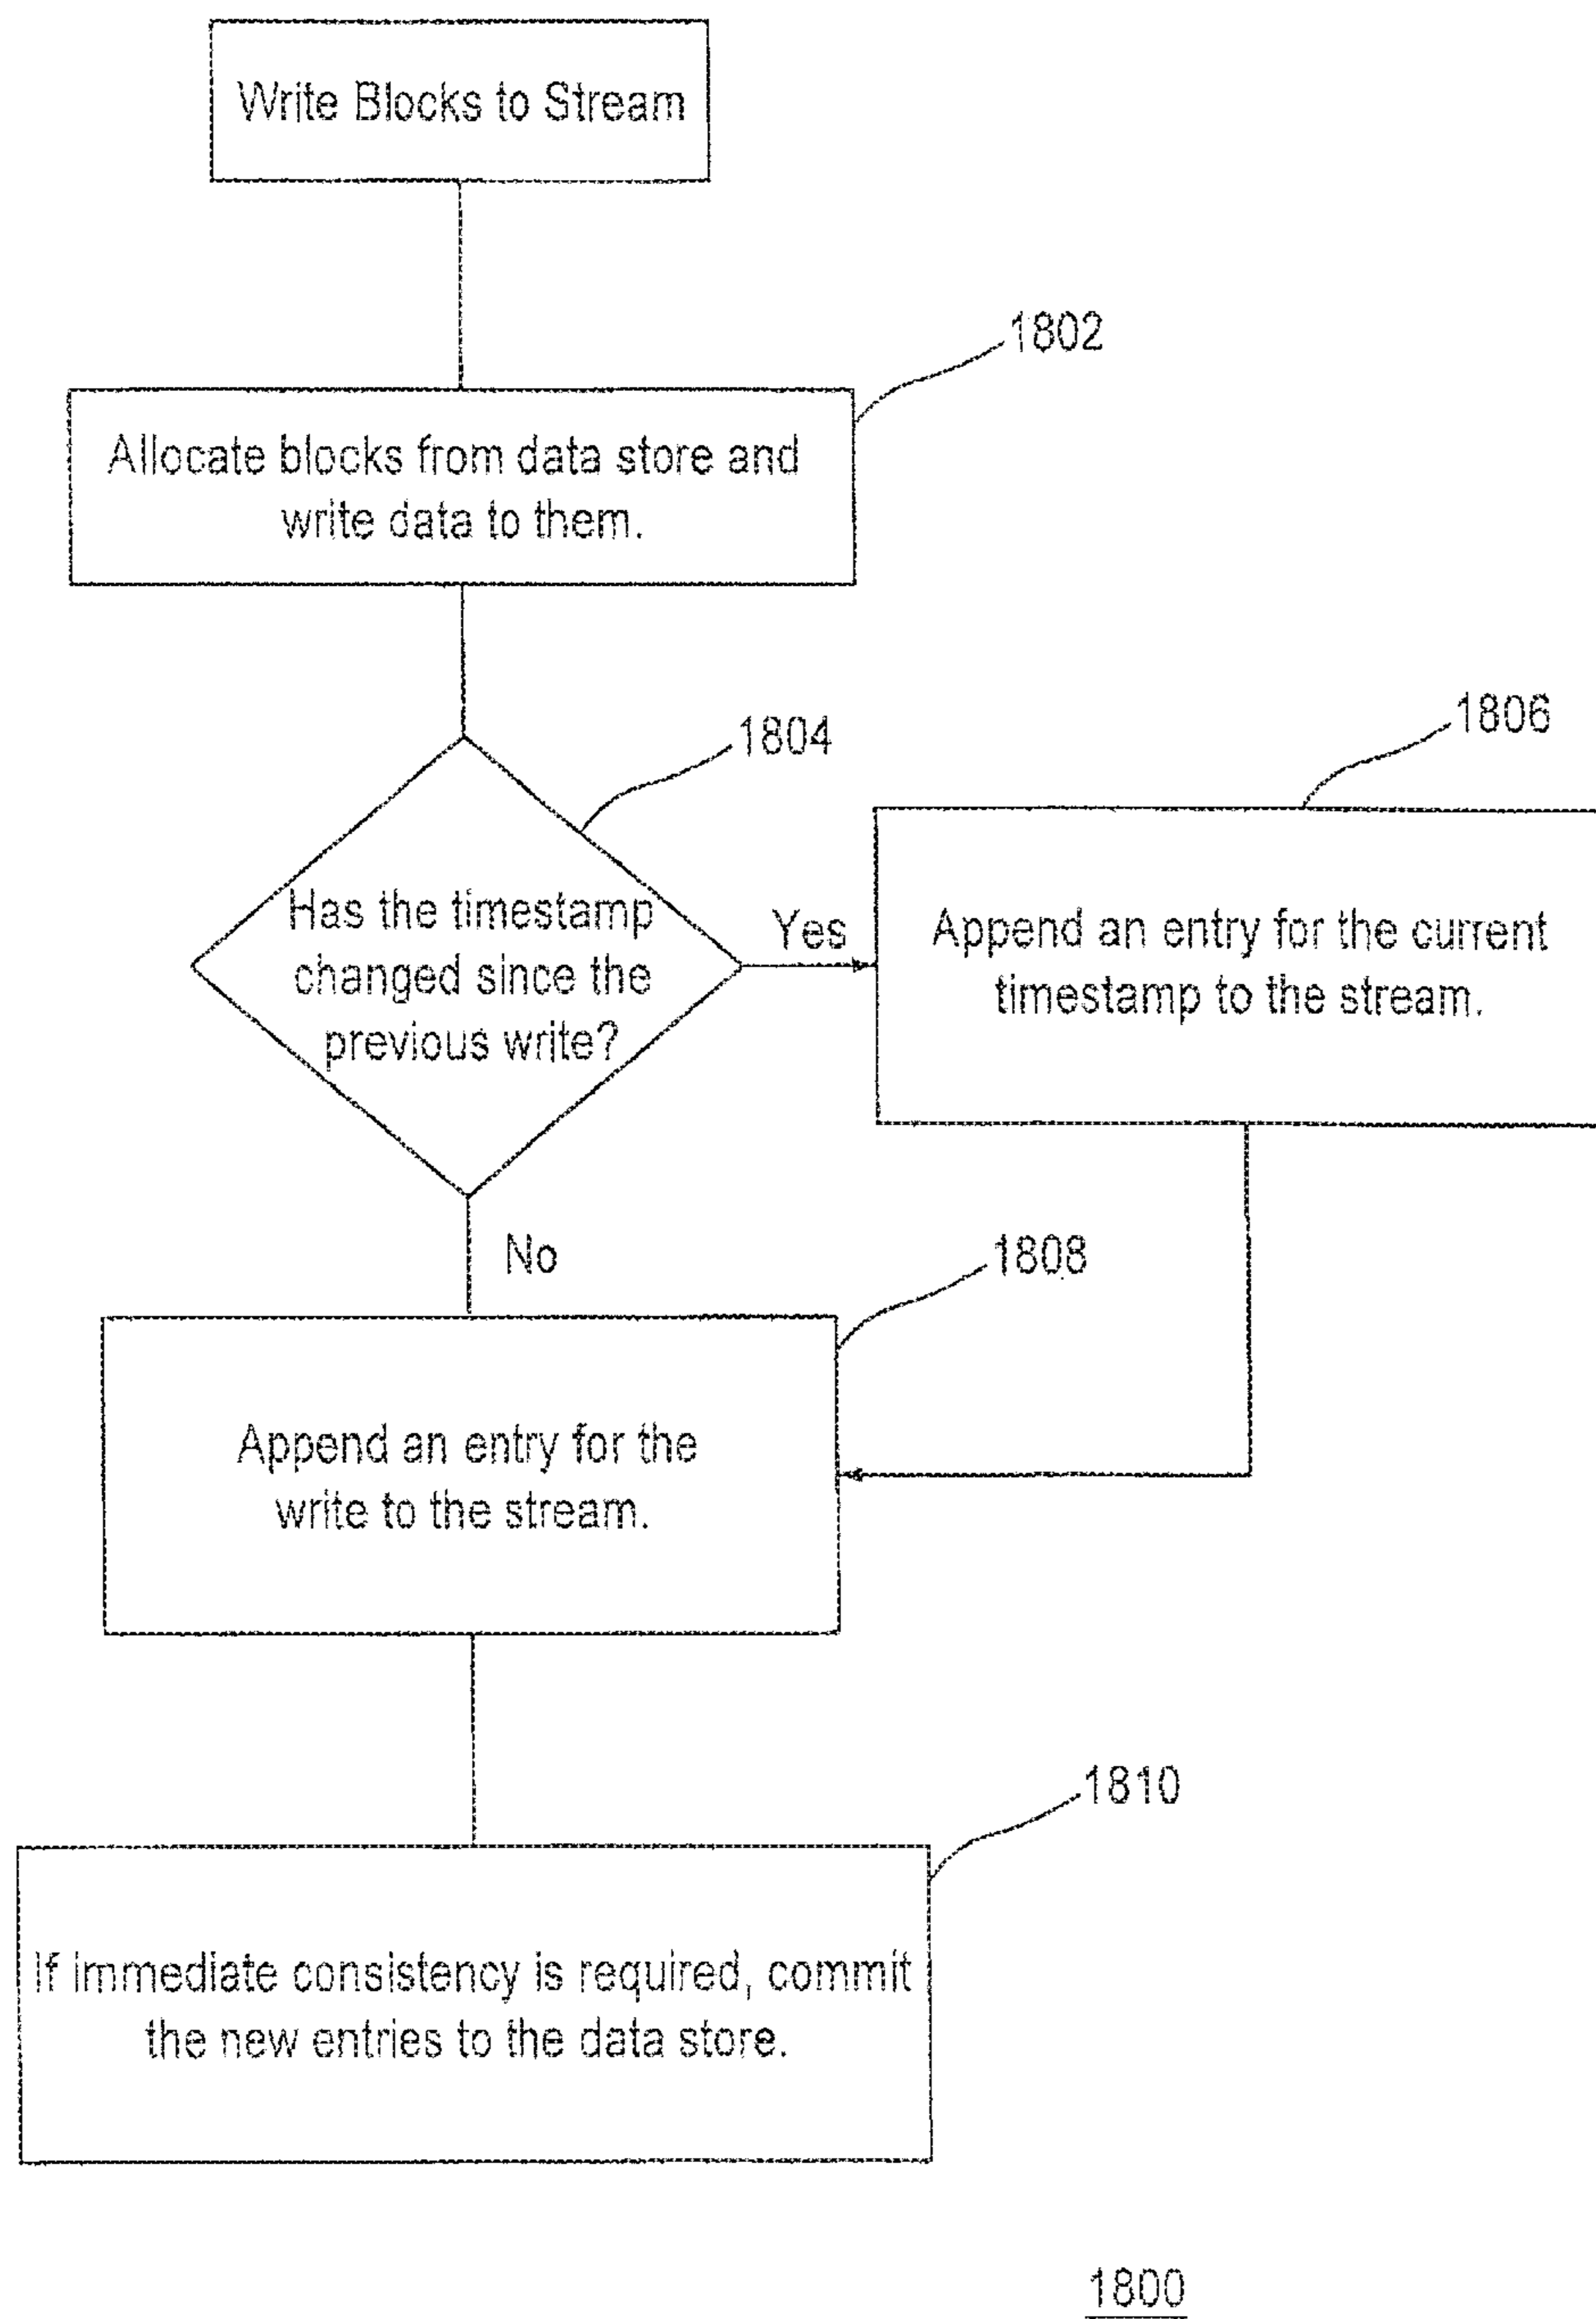 Write Blocks to Stream
1802
Allocate blocks from data store and
write data to them.
1804
1806
Has the timestamp
changed since the
previous write?
Yes
Append an entry for the current
timestamp to the stream.
No
1808
Append an entry for the
write to the stream.
1810
If immediate consistency is required, commit
the new entries to the data store.
1800